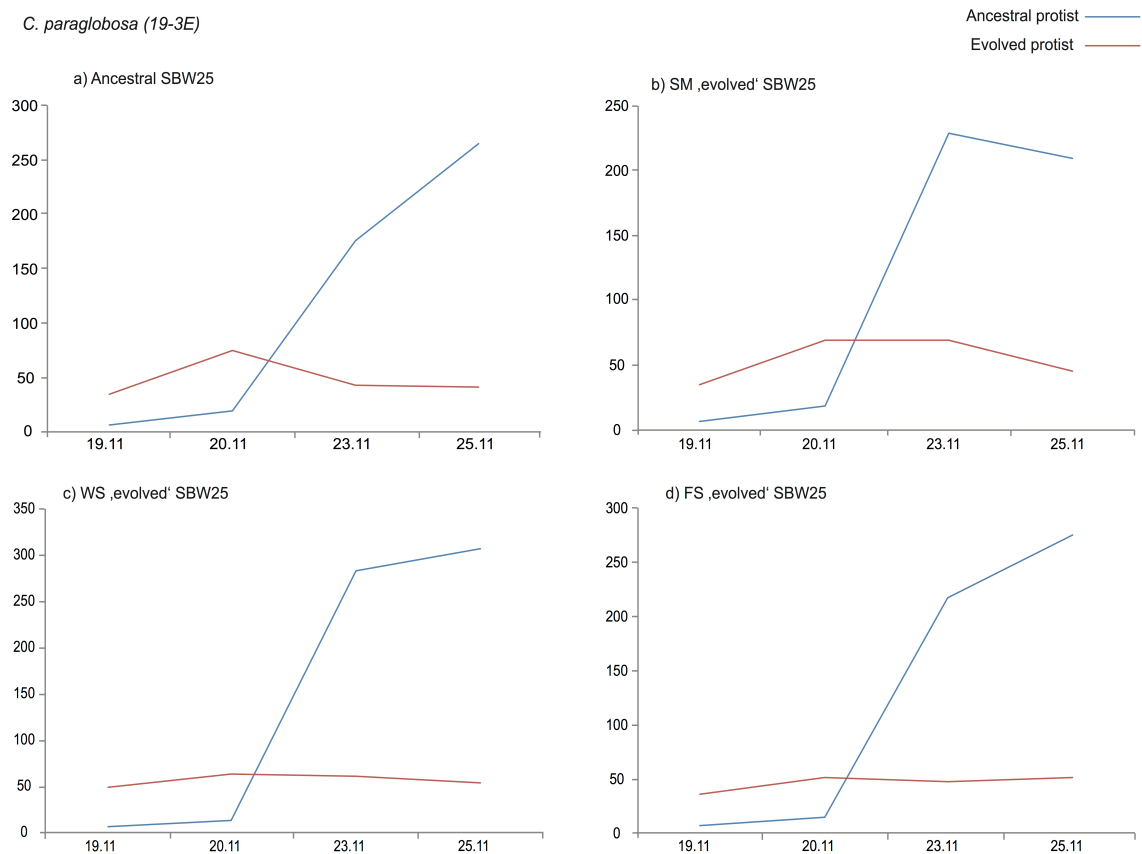 C. paraglobosa (19-3E)
Ancestral protist
Evolved protist
a) Ancestral SBW25
300
250
200
150
100
50
0
19.11 20.11 23.11 25.11
b) SM ‚evolved‘ SBW25
250
200
150
100
50
0
19.11 20.11 23.11 25.11
c) WS ‚evolved‘ SBW25
350
300
250
200
150
100
50
0
19.11 20.11 23.11 25.11
d) FS ‚evolved‘ SBW25
300
250
200
150
100
50
0
19.11 20.11 23.11 25.11